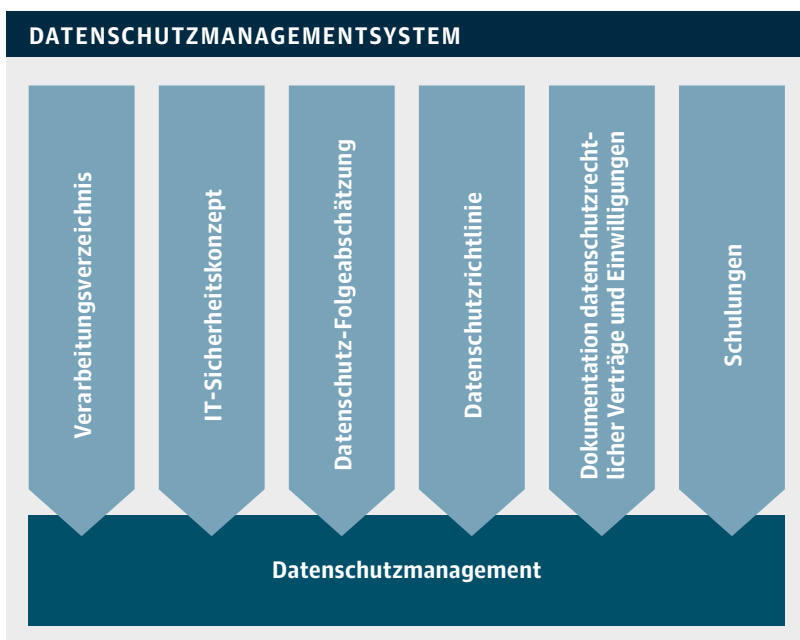 DATENSCHUTZMANAGEMENTSYSTEM
Verarbeitungsverzeichnis
IT-Sicherheitskonzept
Datenschutz-Folgeabschätzung
Datenschutzrichtlinie
Dokumentation datenschutzrecht-
licher Verträge und Einwilligungen
Schulungen
Datenschutzmanagement